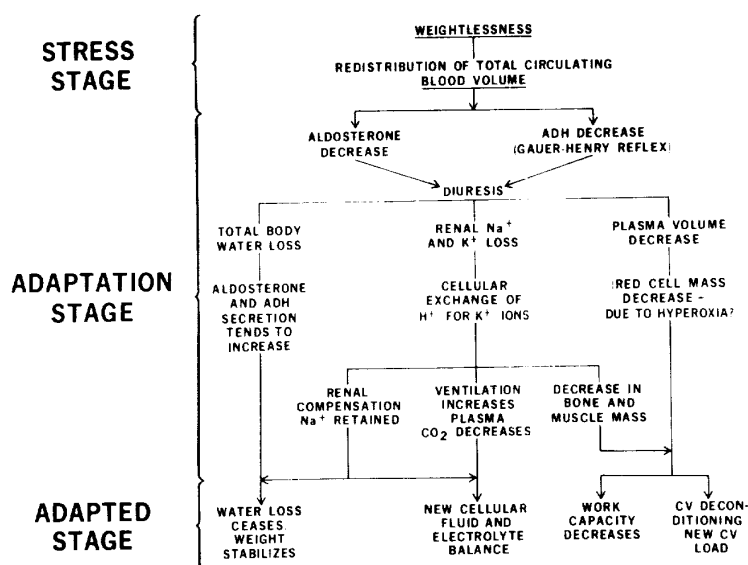 STRESS
STAGE
WEIGHTLESSNESS
REDISTRIBUTION OF TOTAL CIRCULATING
BLOOD VOLUME
ALDOSTERONE
DECREASE
ADH DECREASE
(GAUER-HENRY REFLEX)
DIURESIS
ADAPTATION
STAGE
TOTAL BODY
WATER LOSS
RENAL Na⁺
AND K⁺ LOSS
PLASMA VOLUME
DECREASE
ALDOSTERONE
AND ADH
SECRETION
TENDS TO
INCREASE
CELLULAR
EXCHANGE OF
H⁺ FOR K⁺ IONS
(RED CELL MASS
DECREASE -
DUE TO HYPEROXIA?
RENAL
COMPENSATION
Na⁺ RETAINED
VENTILATION
INCREASES
PLASMA
CO₂ DECREASES
DECREASE IN
BONE AND
MUSCLE MASS
ADAPTED
STAGE
WATER LOSS
CEASES.
WEIGHT
STABILIZES
NEW CELLULAR
FLUID AND
ELECTROLYTE
BALANCE
WORK
CAPACITY
DECREASES
CV DECON-
DITIONING
NEW CV
LOAD